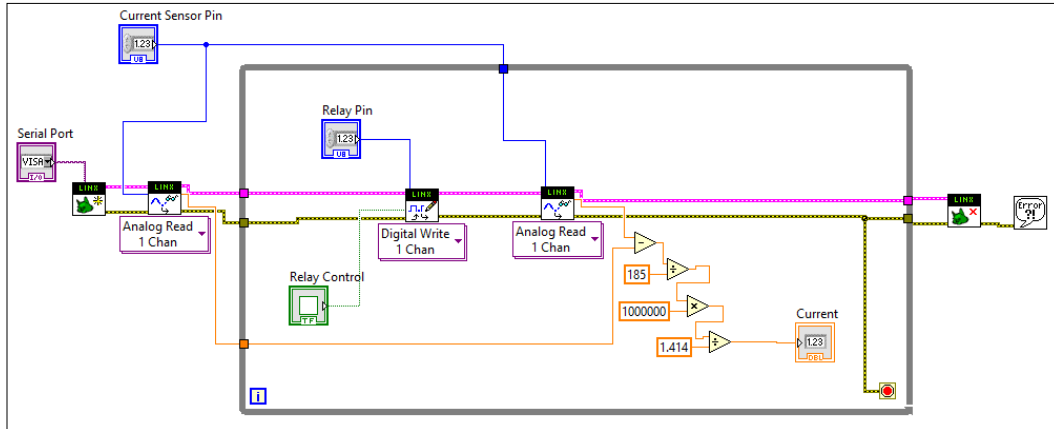 Current Sensor Pin
1.23
U8
Relay Pin
1.23
U8
Serial Port
VISA
I/O
LINX
LINX
LINX
LINX
LINX
Error
?!
Analog Read
1 Chan
Digital Write
1 Chan
Analog Read
1 Chan
Relay Control
TF
185
1000000
1.414
Current
1.23
DBL
i